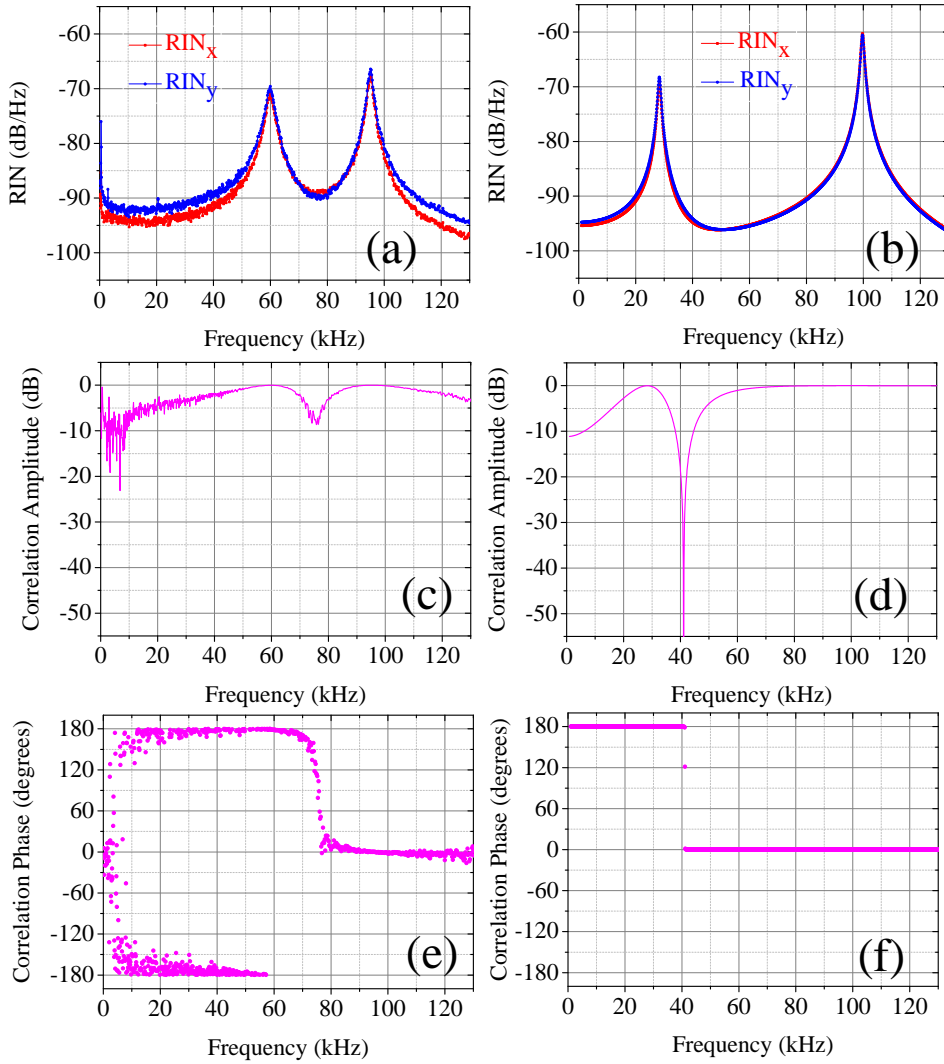 RIN (dB/Hz)
-60
-70
-80
-90
-100
RINx
RINy
(a)
0 20 40 60 80 100 120
Frequency (kHz)
RIN (dB/Hz)
-60
-70
-80
-90
-100
RINx
RINy
(b)
0 20 40 60 80 100 120
Frequency (kHz)
Correlation Amplitude (dB)
0
-10
-20
-30
-40
-50
(c)
0 20 40 60 80 100 120
Frequency (kHz)
Correlation Amplitude (dB)
0
-10
-20
-30
-40
-50
(d)
0 20 40 60 80 100 120
Frequency (kHz)
Correlation Phase (degrees)
180
120
60
0
-60
-120
-180
(e)
0 20 40 60 80 100 120
Frequency (kHz)
Correlation Phase (degrees)
180
120
60
0
-60
-120
-180
(f)
0 20 40 60 80 100 120
Frequency (kHz)